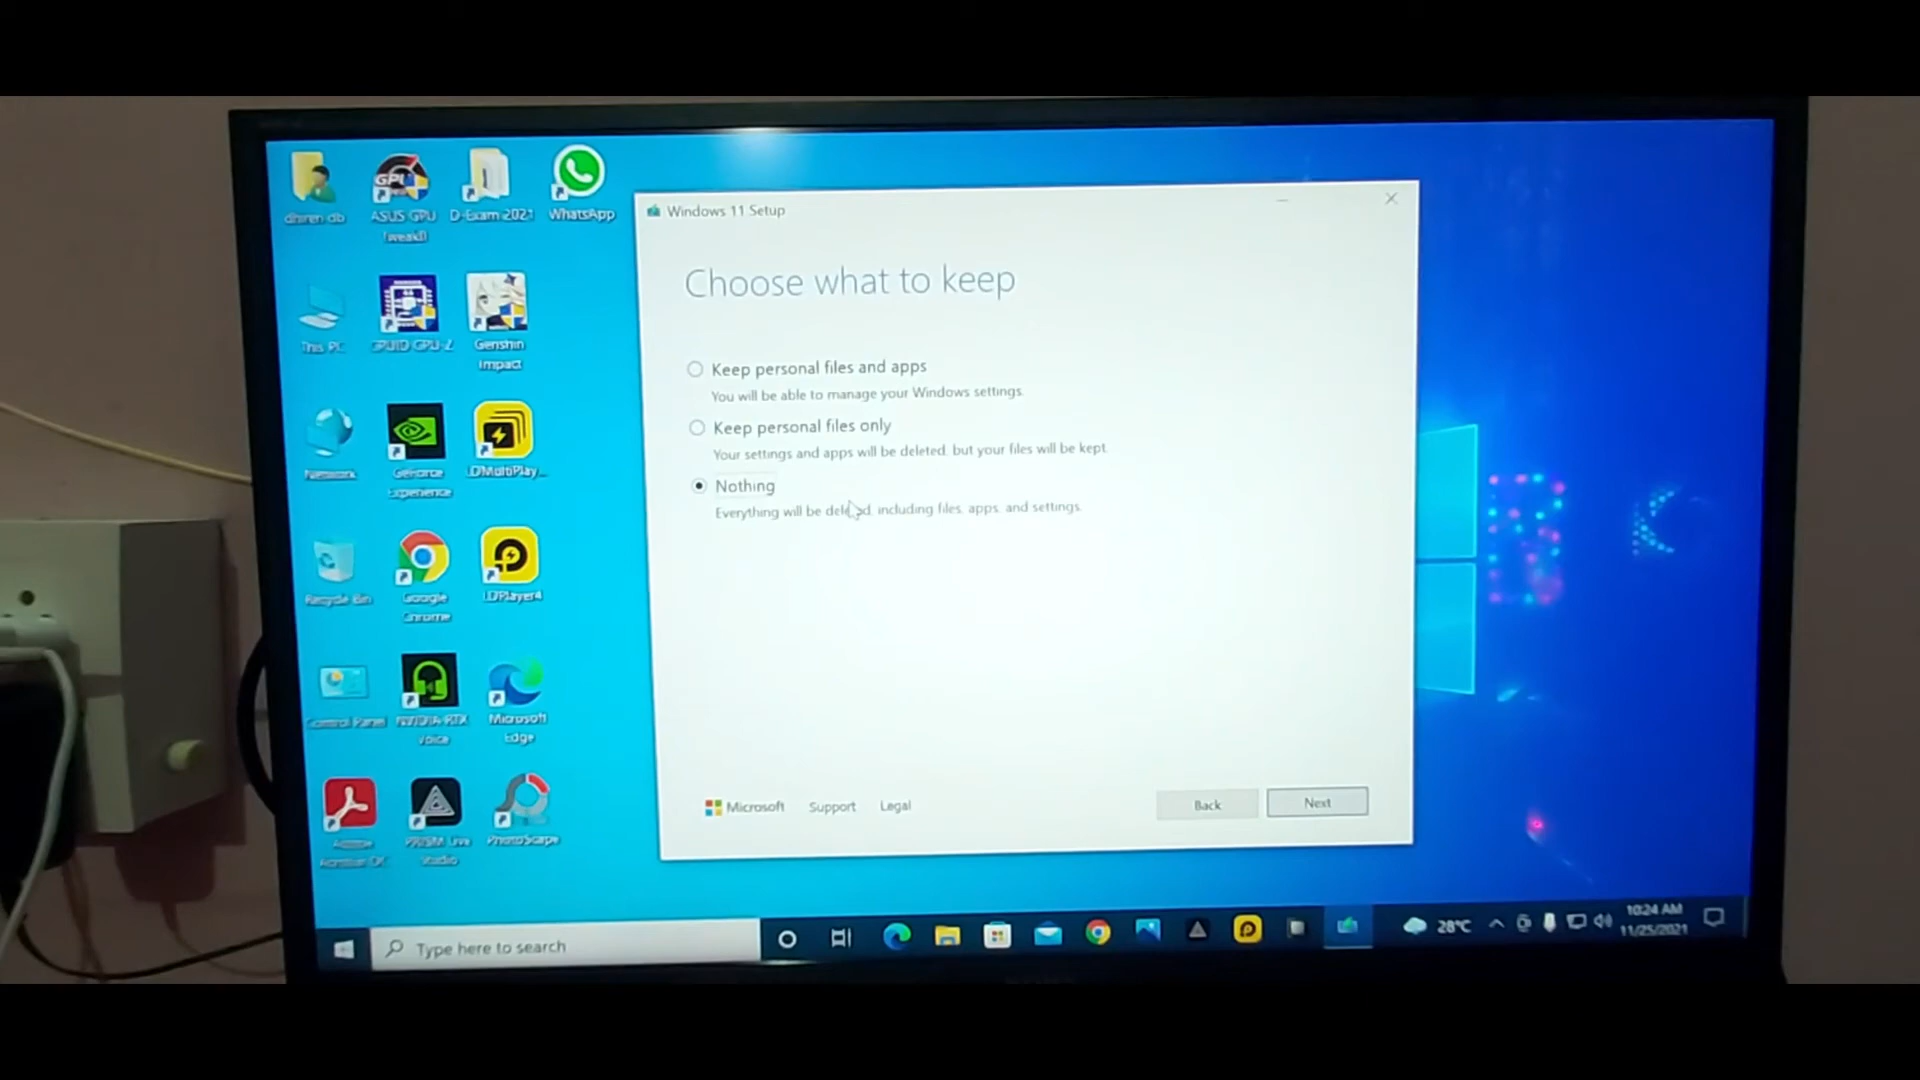 dhiren db
ASUS GPU
TweakII
D-Exam 2021
WhatsApp
This PC
CPUID GPU-Z
Genshin
Impact
Network
GeForce
Experience
LDMultiPlay...
Recycle Bin
Google
Chrome
LDPlayer4
Control Panel
NVIDIA RTX
Voice
Microsoft
Edge
Adobe
Acrobat DC
PRISM Live
Studio
PhotoScape
Windows 11 Setup
Choose what to keep
Keep personal files and apps
You will be able to manage your Windows settings.
Keep personal files only
Your settings and apps will be deleted, but your files will be kept.
Nothing
Everything will be deleted, including files, apps, and settings.
Microsoft
Support
Legal
Back
Next
Type here to search
28°C
10:24 AM
11/25/2021